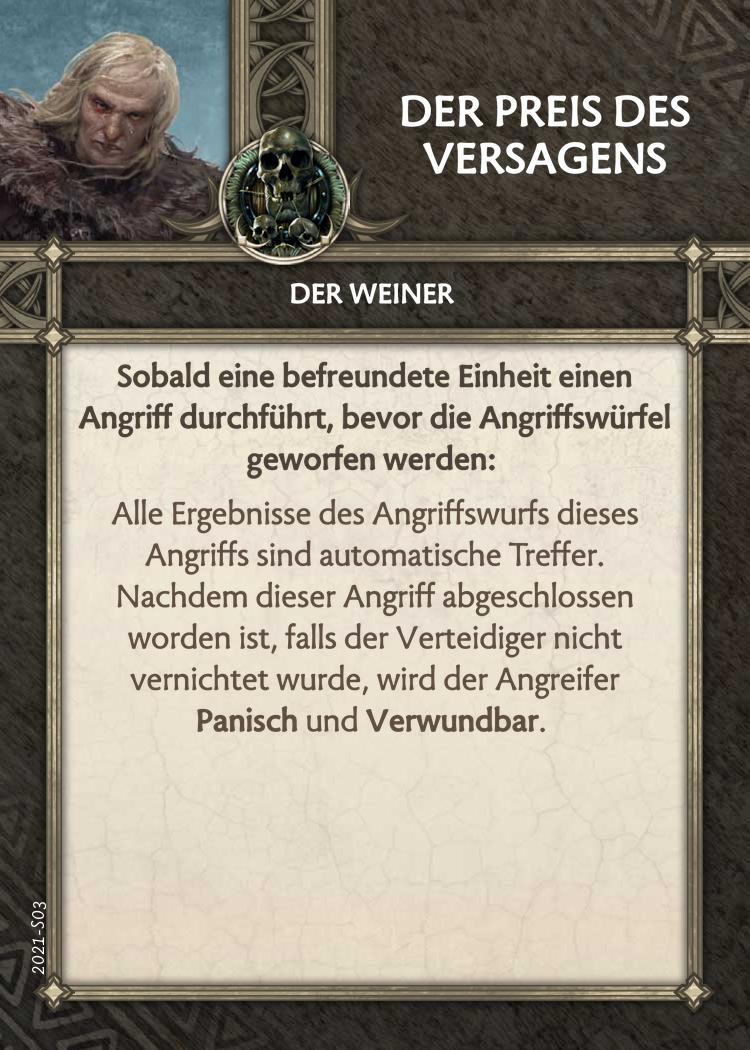 DER PREIS DES
VERSAGENS
DER WEINER
Sobald eine befreundete Einheit einen
Angriff durchführt, bevor die Angriffswürfel
geworfen werden:
Alle Ergebnisse des Angriffswurfs dieses
Angriffs sind automatische Treffer.
Nachdem dieser Angriff abgeschlossen
worden ist, falls der Verteidiger nicht
vernichtet wurde, wird der Angreifer
Panisch und Verwundbar.
2021-S03